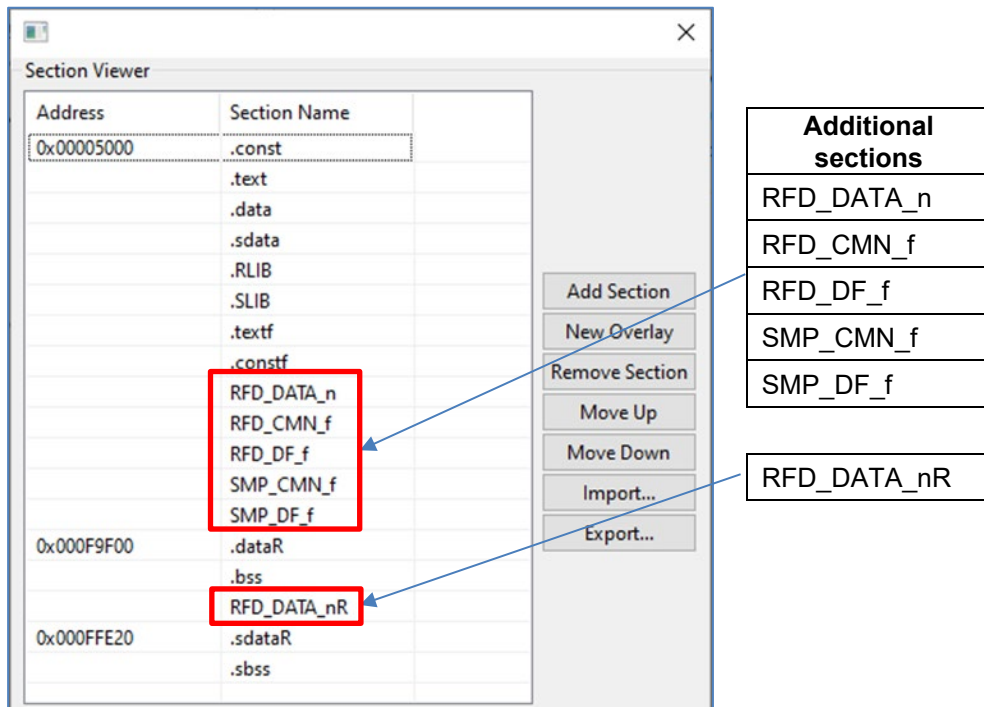 Section Viewer
Address Section Name
0x00005000 .const
.text
.data
.sdata
.RLIB
.SLIB
.textf
.constf
RFD_DATA_n
RFD_CMN_f
RFD_DF_f
SMP_CMN_f
SMP_DF_f
0x000F9F00 .dataR
.bss
RFD_DATA_nR
0x000FFE20 .sdataR
.sbss
Add Section
New Overlay
Remove Section
Move Up
Move Down
Import...
Export...
Additional
sections
RFD_DATA_n
RFD_CMN_f
RFD_DF_f
SMP_CMN_f
SMP_DF_f
RFD_DATA_nR